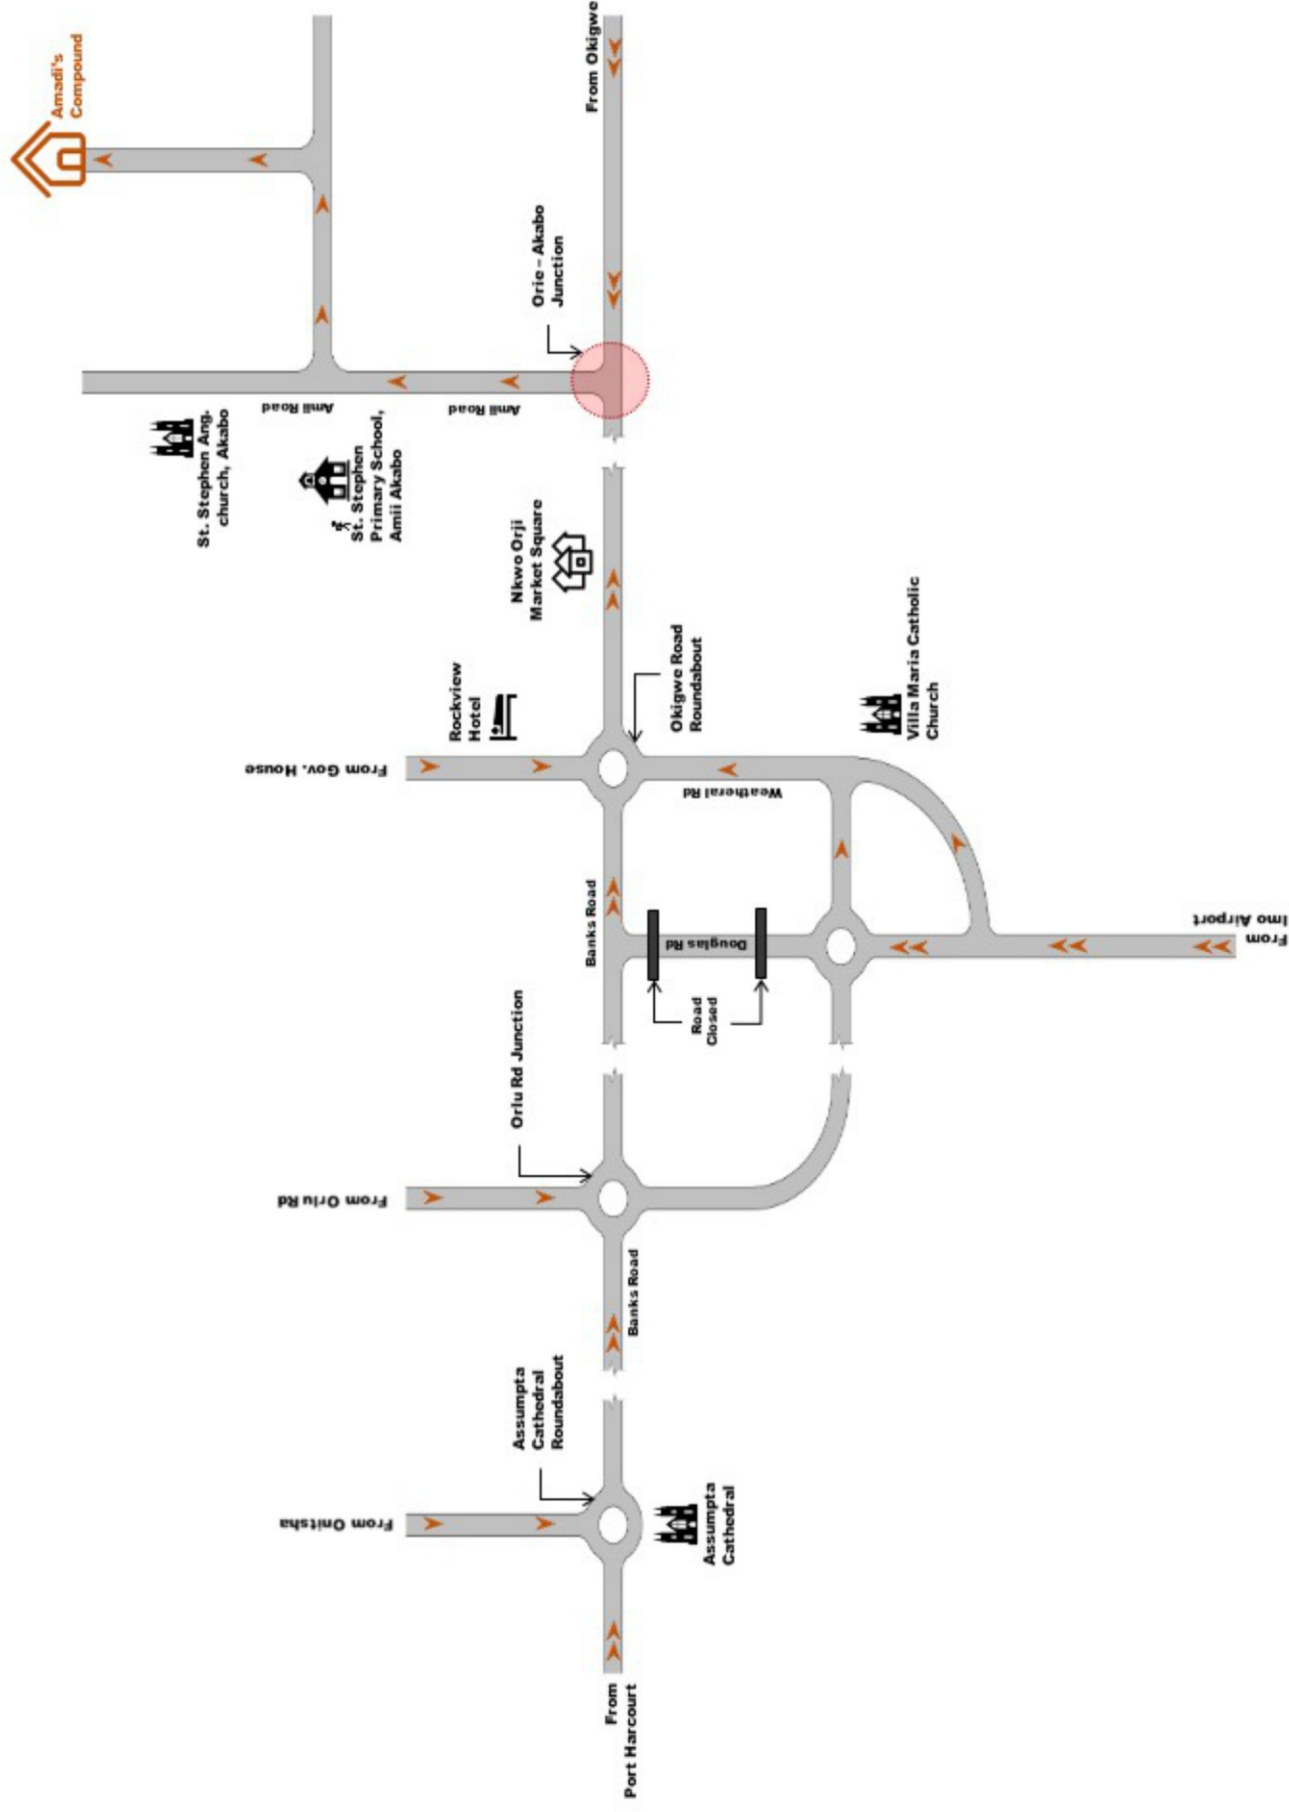 Amadi's
Compound
St. Stephen Ang.
church, Akabo
Amii Road
From Onitsha
From Orlu Rd
From Gov. House
St. Stephen
Primary School,
Amii Akabo
Rockview
Hotel
Amii Road
Assumpta
Cathedral
Roundabout
Orlu Rd Junction
Nkwo Orji
Market Square
Orie – Akabo
Junction
Banks Road
From Okigwe
From
Port Harcourt
Banks Road
Okigwe Road
Roundabout
Assumpta
Cathedral
Road
Closed
Douglas Rd
Weatheral Rd
Villa Maria Catholic
Church
From
Imo Airport